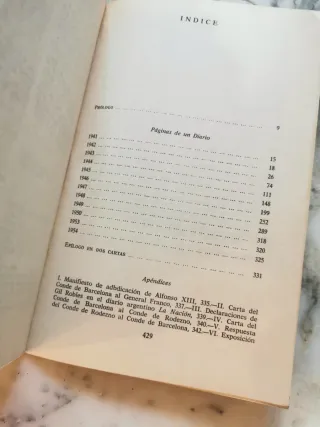 INDICE
PRÓLOGO ... 9
Páginas de un Diario
1941 ... 15
1942 ... 18
1943 ... 26
1944 ... 74
1945 ... 111
1946 ... 148
1947 ... 199
1948 ... 252
1949 ... 289
1950 ... 318
1953 ... 320
1954 ... 325
EPÍLOGO EN DOS CARTAS ... 331
Apéndices
I. Manifiesto de adbdicación de Alfonso XIII, 335.—II. Carta del
Conde de Barcelona al General Franco, 337.—III. Declaraciones de
Gil Robles en el diario argentino La Nación, 339.—IV. Carta del
Conde de Barcelona al Conde de Rodezno, 340.—V. Respuesta
del Conde de Rodezno al Conde de Barcelona, 342.—VI. Exposición
429